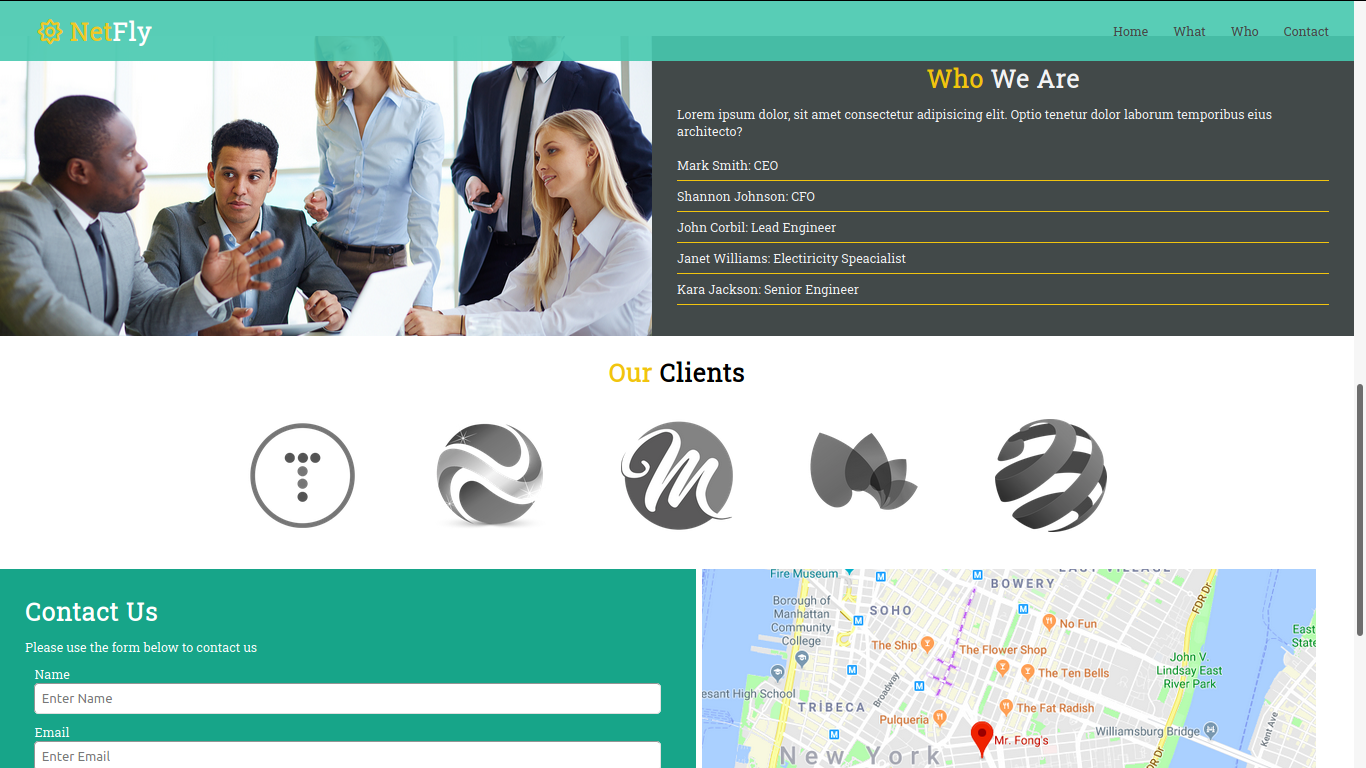 NetFly
Home What Who Contact
Who We Are
Lorem ipsum dolor, sit amet consectetur adipisicing elit. Optio tenetur dolor laborum temporibus eius
architecto?
Mark Smith: CEO
Shannon Johnson: CFO
John Corbil: Lead Engineer
Janet Williams: Electiricity Speacialist
Kara Jackson: Senior Engineer
Our Clients
T
M
Contact Us
Please use the form below to contact us
Name
Enter Name
Email
Enter Email
Fire Museum
M
M
EAST VILLAGE
BOWERY
Borough of
Manhattan
Community
College
SOHO
M
M
No Fun
FDR Dr
East
State
The Ship
The Flower Shop
John V.
Lindsay East
River Park
M
The Ten Bells
esant High School
Broadway
M
TRIBECA
The Fat Radish
Pulqueria
Williamsburg Bridge
Kent Ave
Mr. Fong's
New York
DR Dr